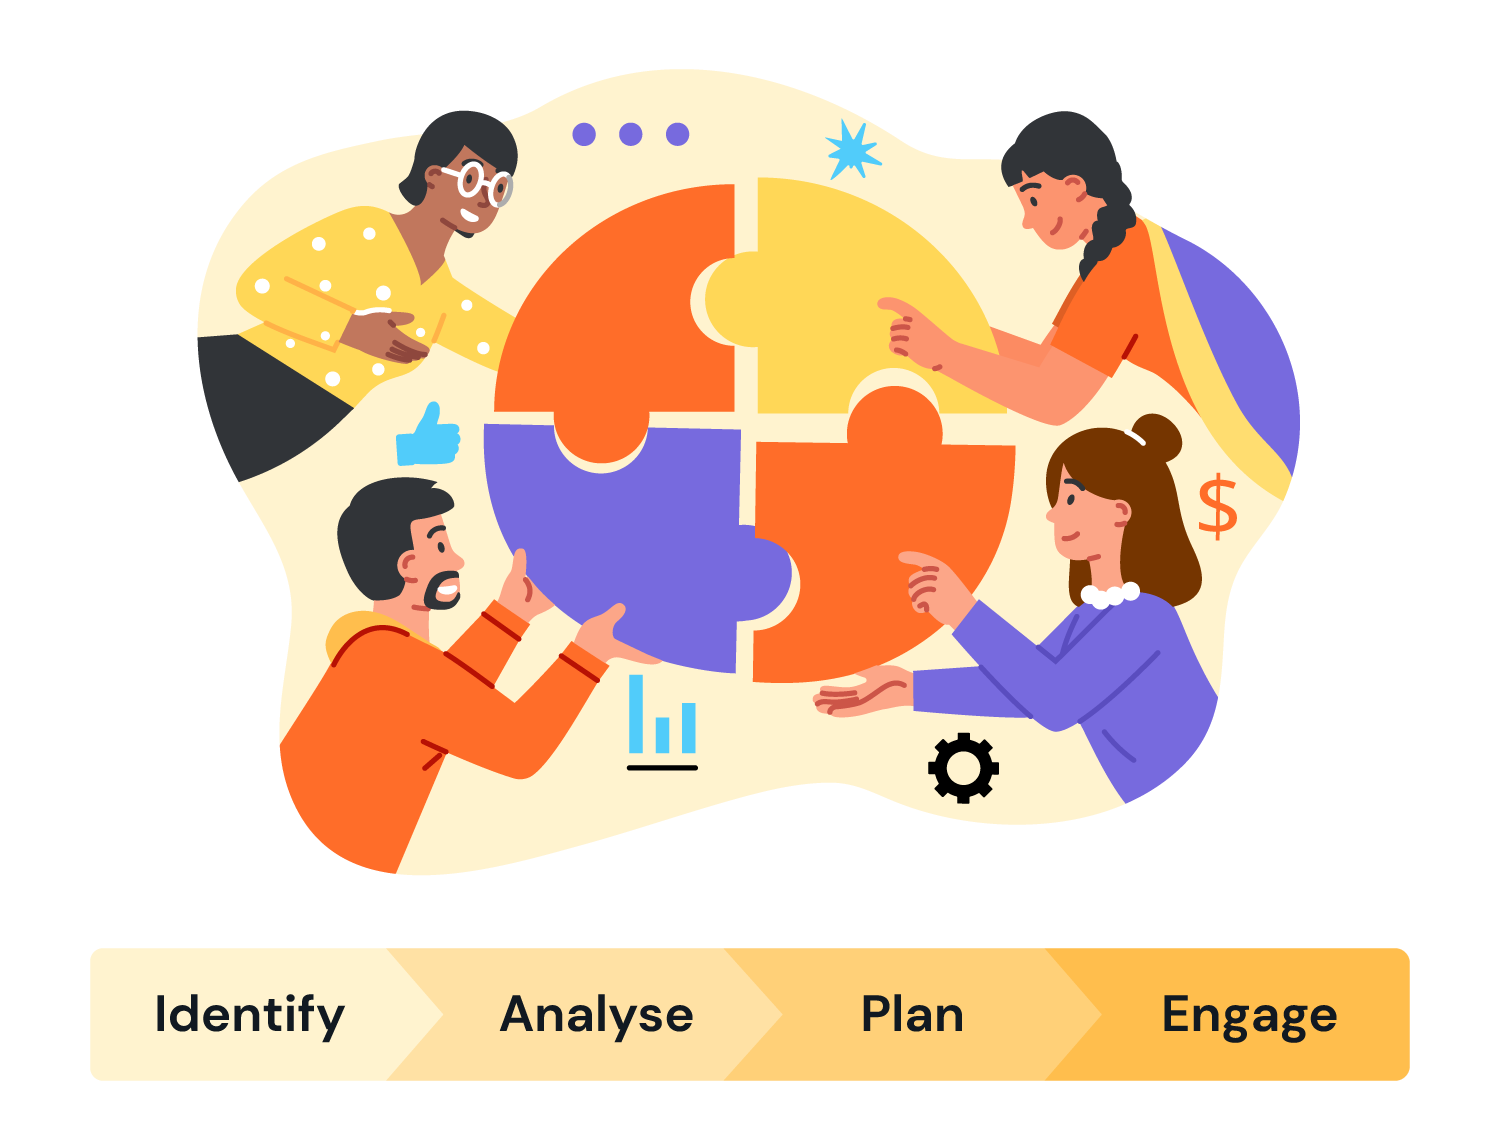 $
Identify
Analyse
Plan
Engage